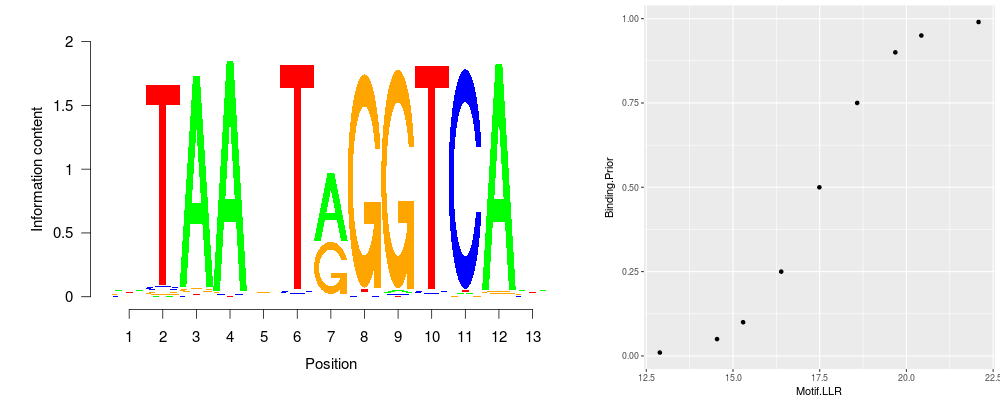 2
1.5
1
0.5
0
Information content
TAATAGGTCA
G
1 2 3 4 5 6 7 8 9 10 11 12 13
Position
1.00
0.75
0.50
0.25
0.00
Binding.Prior
12.5 15.0 17.5 20.0 22.5
Motif.LLR